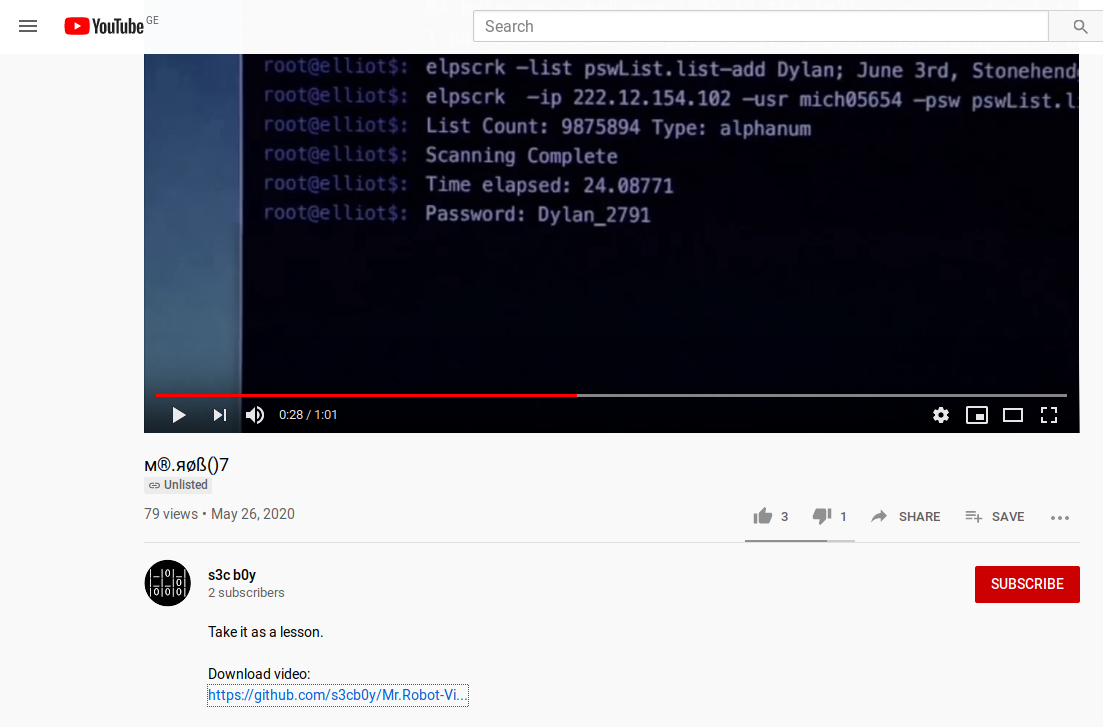 YouTube GE
Search
root@elliot$: elpscrk —list pswList.list—add Dylan; June 3rd, Stonehend
root@elliot$: elpscrk —ip 222.12.154.102 —usr mich05654 —psw pswList.l
root@elliot$: List Count: 9875894 Type: alphanum
root@elliot$: Scanning Complete
root@elliot$: Time elapsed: 24.08771
root@elliot$: Password: Dylan_2791
0:28 / 1:01
м®.яøß()7
Unlisted
79 views • May 26, 2020
3 1 SHARE SAVE
s3c b0y
2 subscribers
SUBSCRIBE
Take it as a lesson.
Download video:
https://github.com/s3cb0y/Mr.Robot-Vi...